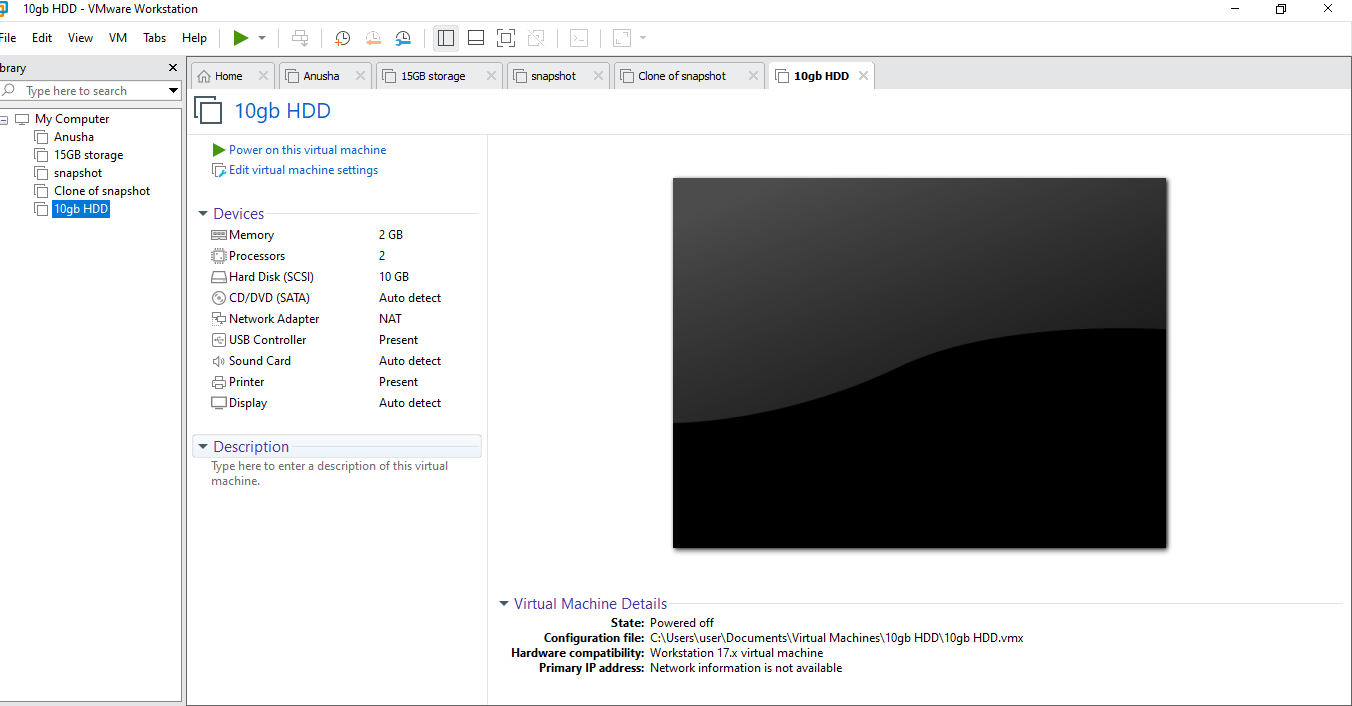 10gb HDD - VMware Workstation
File Edit View VM Tabs Help
brary
Type here to search
My Computer
Anusha
15GB storage
snapshot
Clone of snapshot
10gb HDD
Home Anusha 15GB storage snapshot Clone of snapshot 10gb HDD
10gb HDD
Power on this virtual machine
Edit virtual machine settings
Devices
Memory 2 GB
Processors 2
Hard Disk (SCSI) 10 GB
CD/DVD (SATA) Auto detect
Network Adapter NAT
USB Controller Present
Sound Card Auto detect
Printer Present
Display Auto detect
Description
Type here to enter a description of this virtual
machine.
Virtual Machine Details
State: Powered off
Configuration file: C:\Users\user\Documents\Virtual Machines\10gb HDD\10gb HDD.vmx
Hardware compatibility: Workstation 17.x virtual machine
Primary IP address: Network information is not available